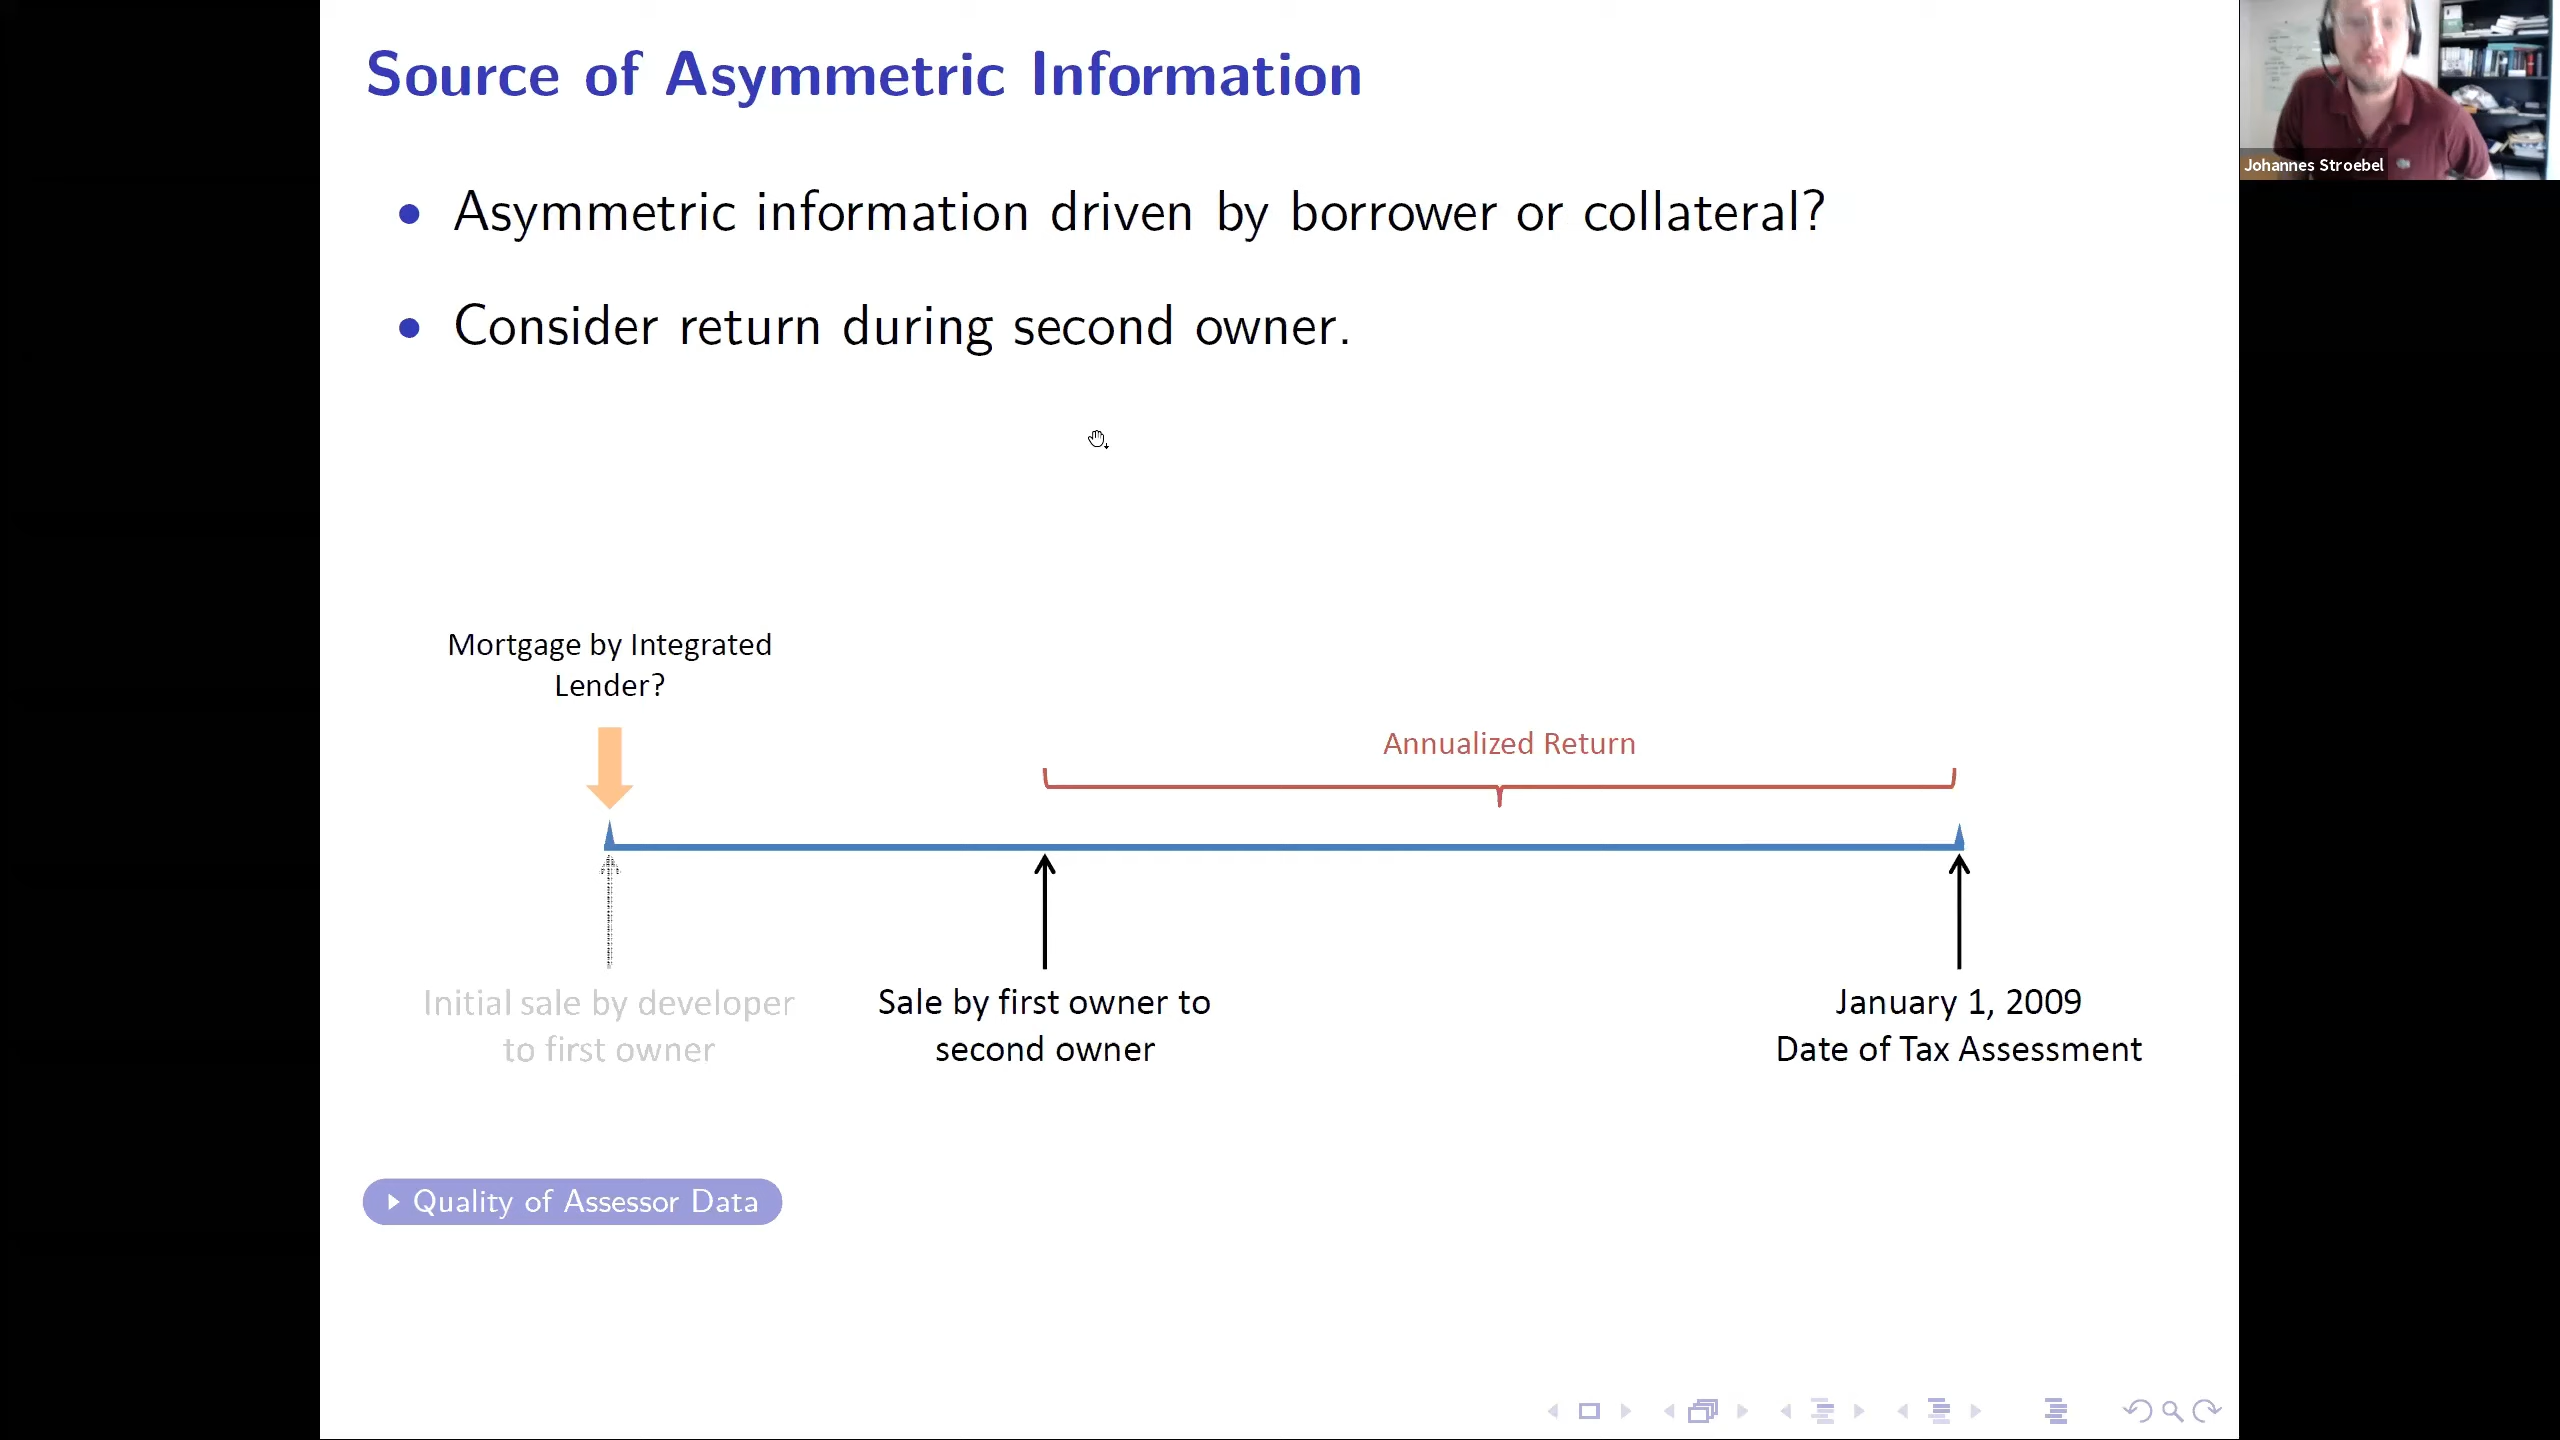 Source of Asymmetric Information
Johannes Stroebel
• Asymmetric information driven by borrower or collateral?
• Consider return during second owner.
Mortgage by Integrated
Lender?
Annualized Return
Initial sale by developer
to first owner
Sale by first owner to
second owner
January 1, 2009
Date of Tax Assessment
Quality of Assessor Data